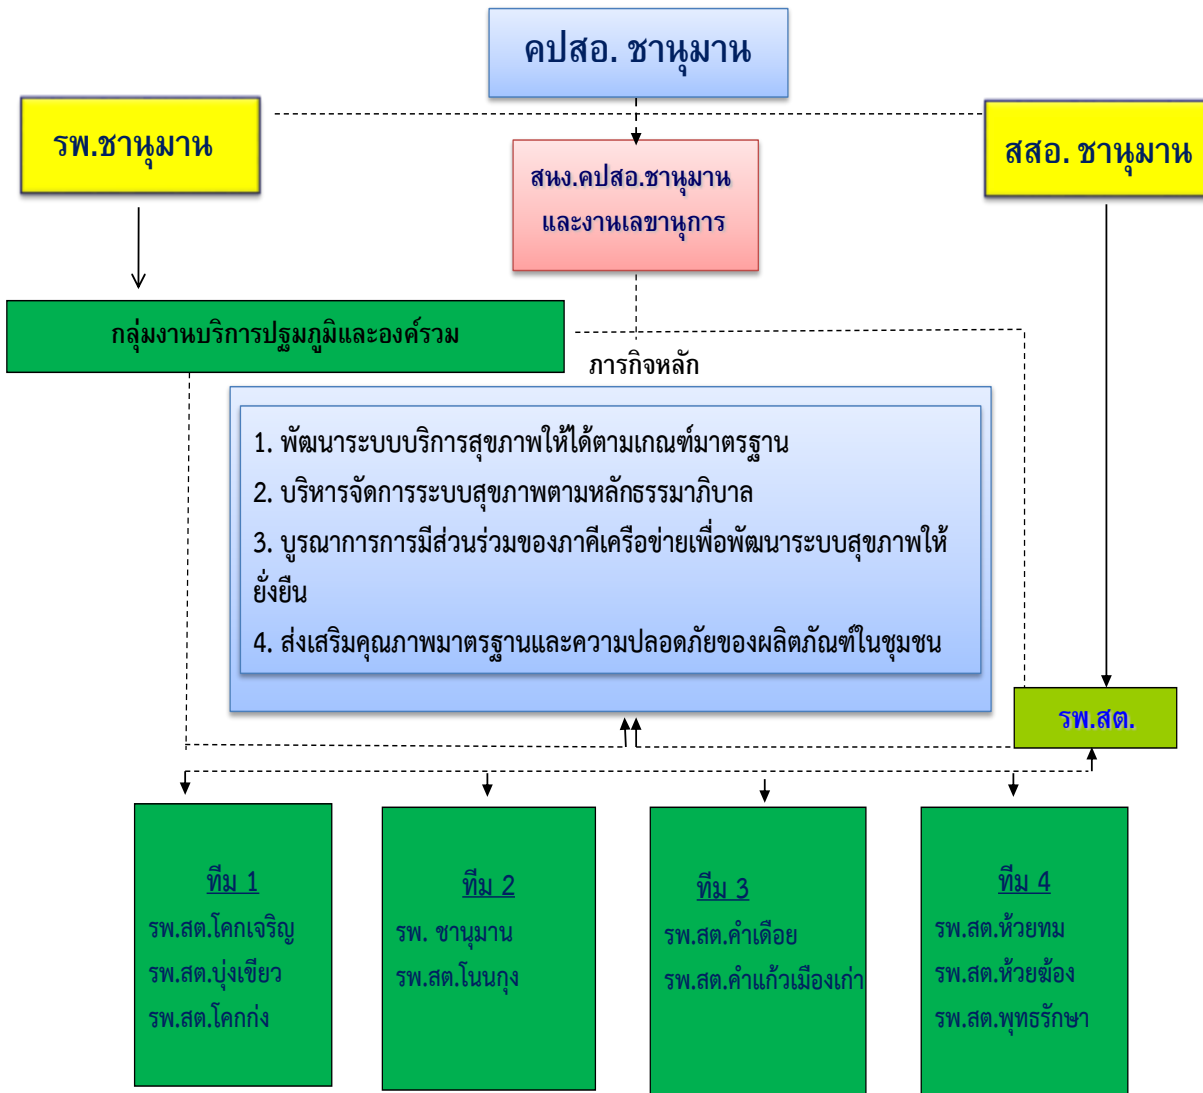 คปสอ. ชานุมาน
รพ.ชานุมาน
สสอ. ชานุมาน
สนง.คปสอ.ชานุมาน
และงานเลขานุการ
กลุ่มงานบริการปฐมภูมิและองค์รวม
ภารกิจหลัก
1. พัฒนาระบบบริการสุขภาพให้ได้ตามเกณฑ์มาตรฐาน
2. บริหารจัดการระบบสุขภาพตามหลักธรรมาภิบาล
3. บูรณาการการมีส่วนร่วมของภาคีเครือข่ายเพื่อพัฒนาระบบสุขภาพให้
ยั่งยืน
4. ส่งเสริมคุณภาพมาตรฐานและความปลอดภัยของผลิตภัณฑ์ในชุมชน
รพ.สต.
ทีม 1
รพ.สต.โคกเจริญ
รพ.สต.บุ่งเขียว
รพ.สต.โคกก่ง
ทีม 2
รพ. ชานุมาน
รพ.สต.โนนกุง
ทีม 3
รพ.สต.คำเดือย
รพ.สต.คำแก้วเมืองเก่า
ทีม 4
รพ.สต.ห้วยทม
รพ.สต.ห้วยฆ้อง
รพ.สต.พุทธรักษา